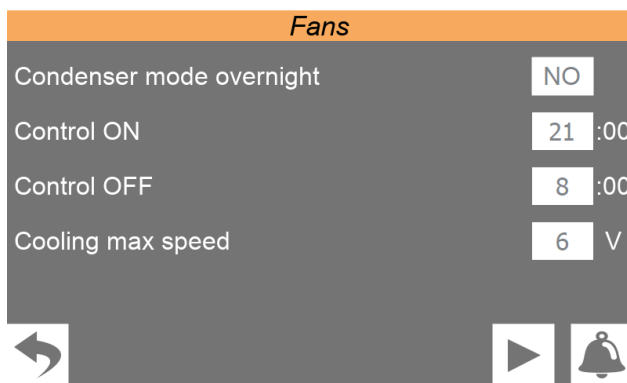 Fans
Condenser mode overnight NO
Control ON 21 :00
Control OFF 8 :00
Cooling max speed 6 V